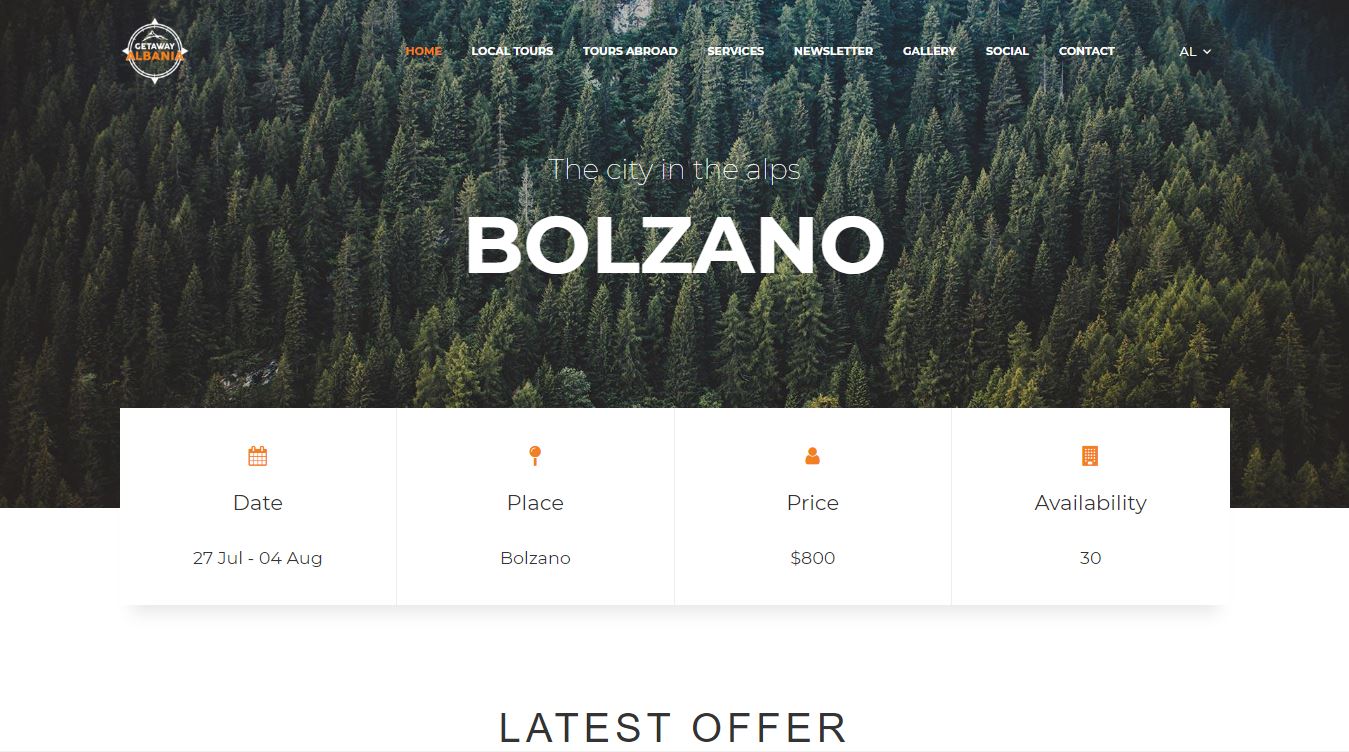 GETAWAY
ALBANIA
HOME LOCAL TOURS TOURS ABROAD SERVICES NEWSLETTER GALLERY SOCIAL CONTACT AL
The city in the alps
BOLZANO
Date Place Price Availability
27 Jul - 04 Aug Bolzano $800 30
LATEST OFFER